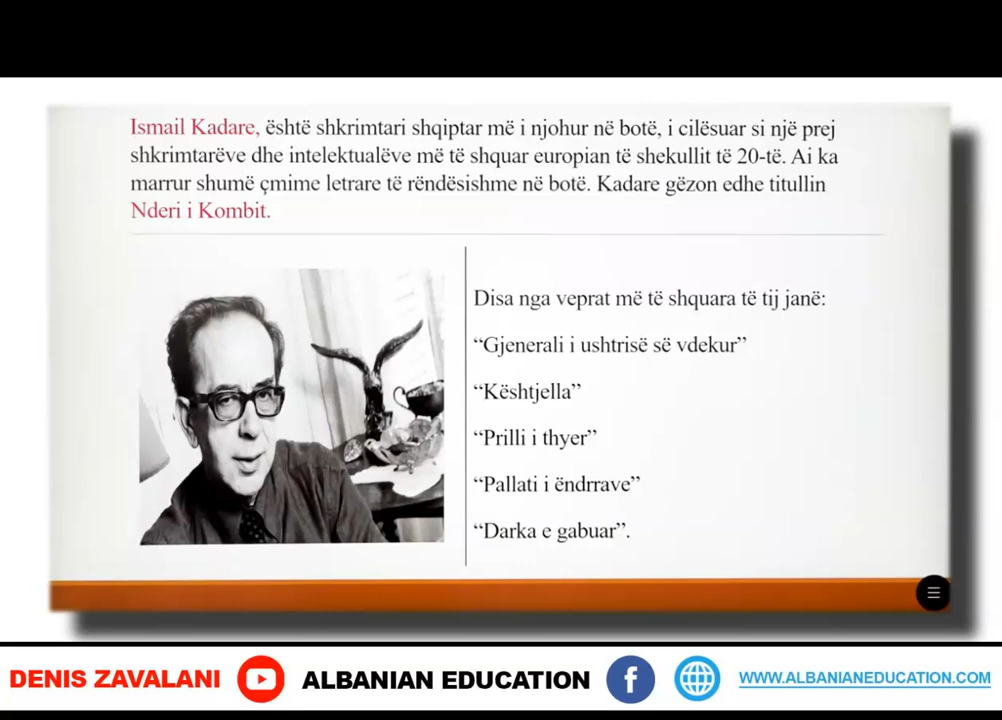 Ismail Kadare, është shkrimtari shqiptar më i njohur në botë, i cilësuar si një prej
shkrimtarëve dhe intelektualëve më të shquar europian të shekullit të 20-të. Ai ka
marrur shumë çmime letrare të rëndësishme në botë. Kadare gëzon edhe titullin
Nderi i Kombit.
Disa nga veprat më të shquara të tij janë:
“Gjenerali i ushtrisë së vdekur”
“Kështjella”
“Prilli i thyer”
“Pallati i ëndrrave”
“Darka e gabuar”.
DENIS ZAVALANI ALBANIAN EDUCATION f WWW.ALBANIANEDUCATION.COM